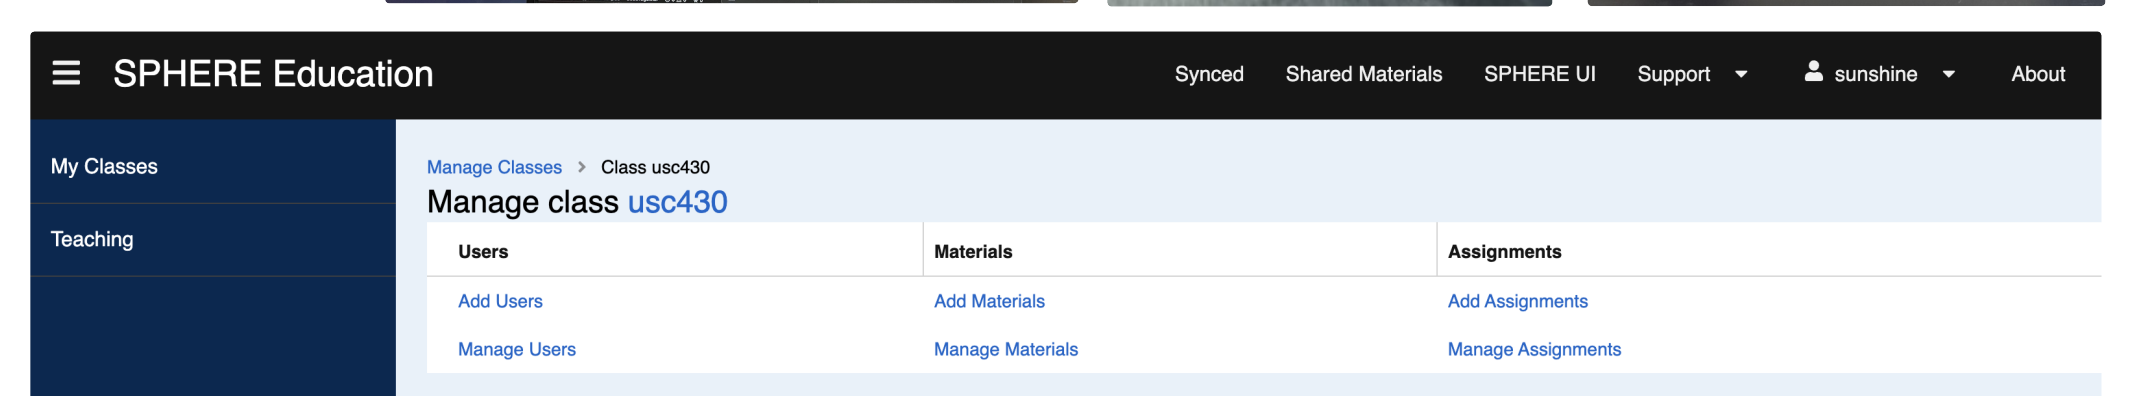 SPHERE Education
Synced
Shared Materials
SPHERE UI
Support
sunshine
About
My Classes
Teaching
Manage Classes > Class usc430
Manage class usc430
Users
Materials
Assignments
Add Users
Add Materials
Add Assignments
Manage Users
Manage Materials
Manage Assignments